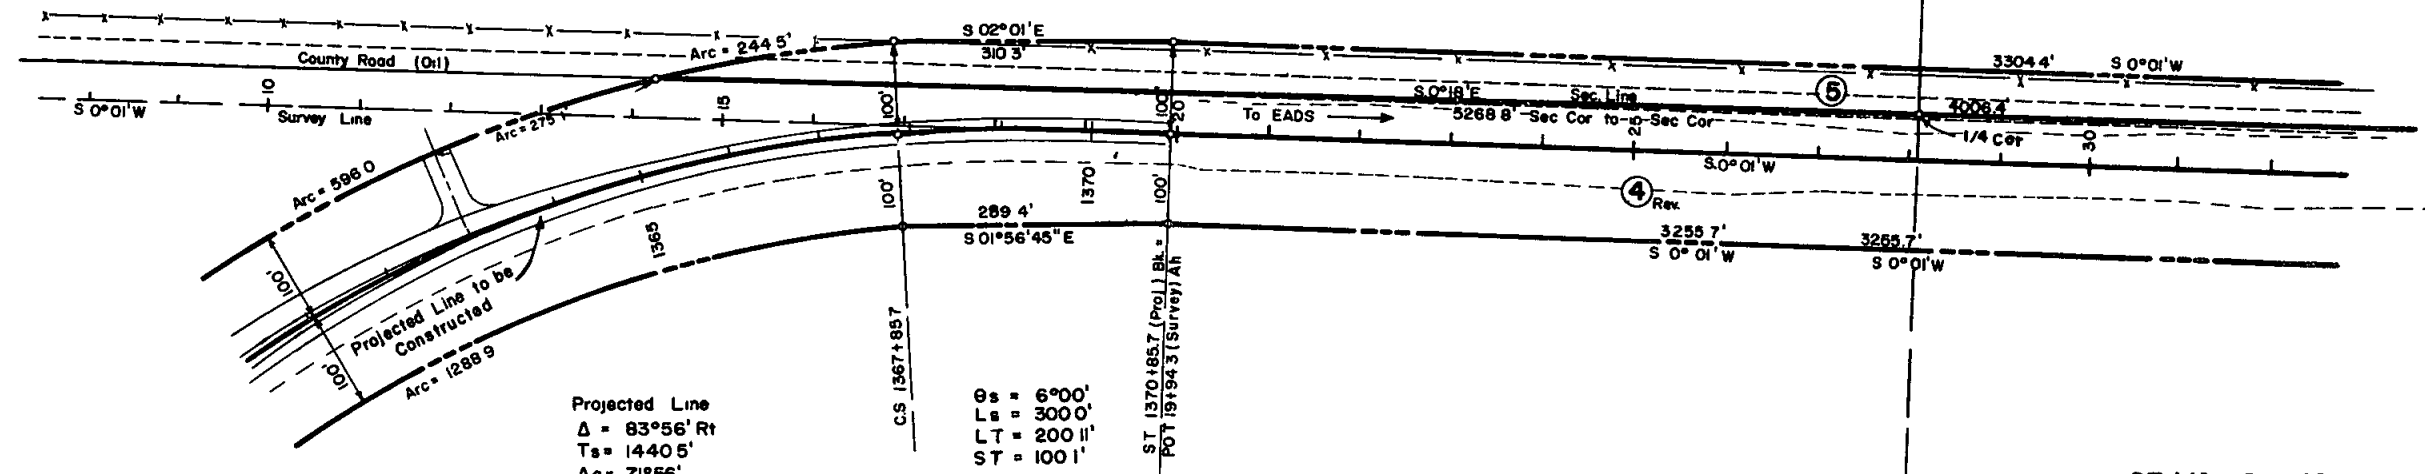 S 02°01'E
310 3'
Arc = 244 5'
County Road (Oil)
S 0°01'W
10
Survey Line
15
Arc = 275 1'
Arc = 596 0
100'
100'
20
To EADS
S.0°18'E
Sec. Line
5268 8' Sec Cor to Sec Cor
25
5
3304 4'
S 0°01'W
4006.4'
1/4 Cor
30
S.0°01'W
4
Rev.
100'
1370
100'
1365
289 4'
S 01°56'45" E
3255 7'
S 0°01'W
3265.7'
S 0°01'W
100'
100'
Projected Line to be
Constructed
Arc = 1288 9
C.S 1367+85 7
ST 1370+85.7 (Proj.) Bk =
POT 19+94 3 (Survey) Ah
Projected Line
Δ = 83°56' Rt
Ts = 1440 5'
Θs = 6°00'
Ls = 300 0'
LT = 200 11'
ST = 100 1'